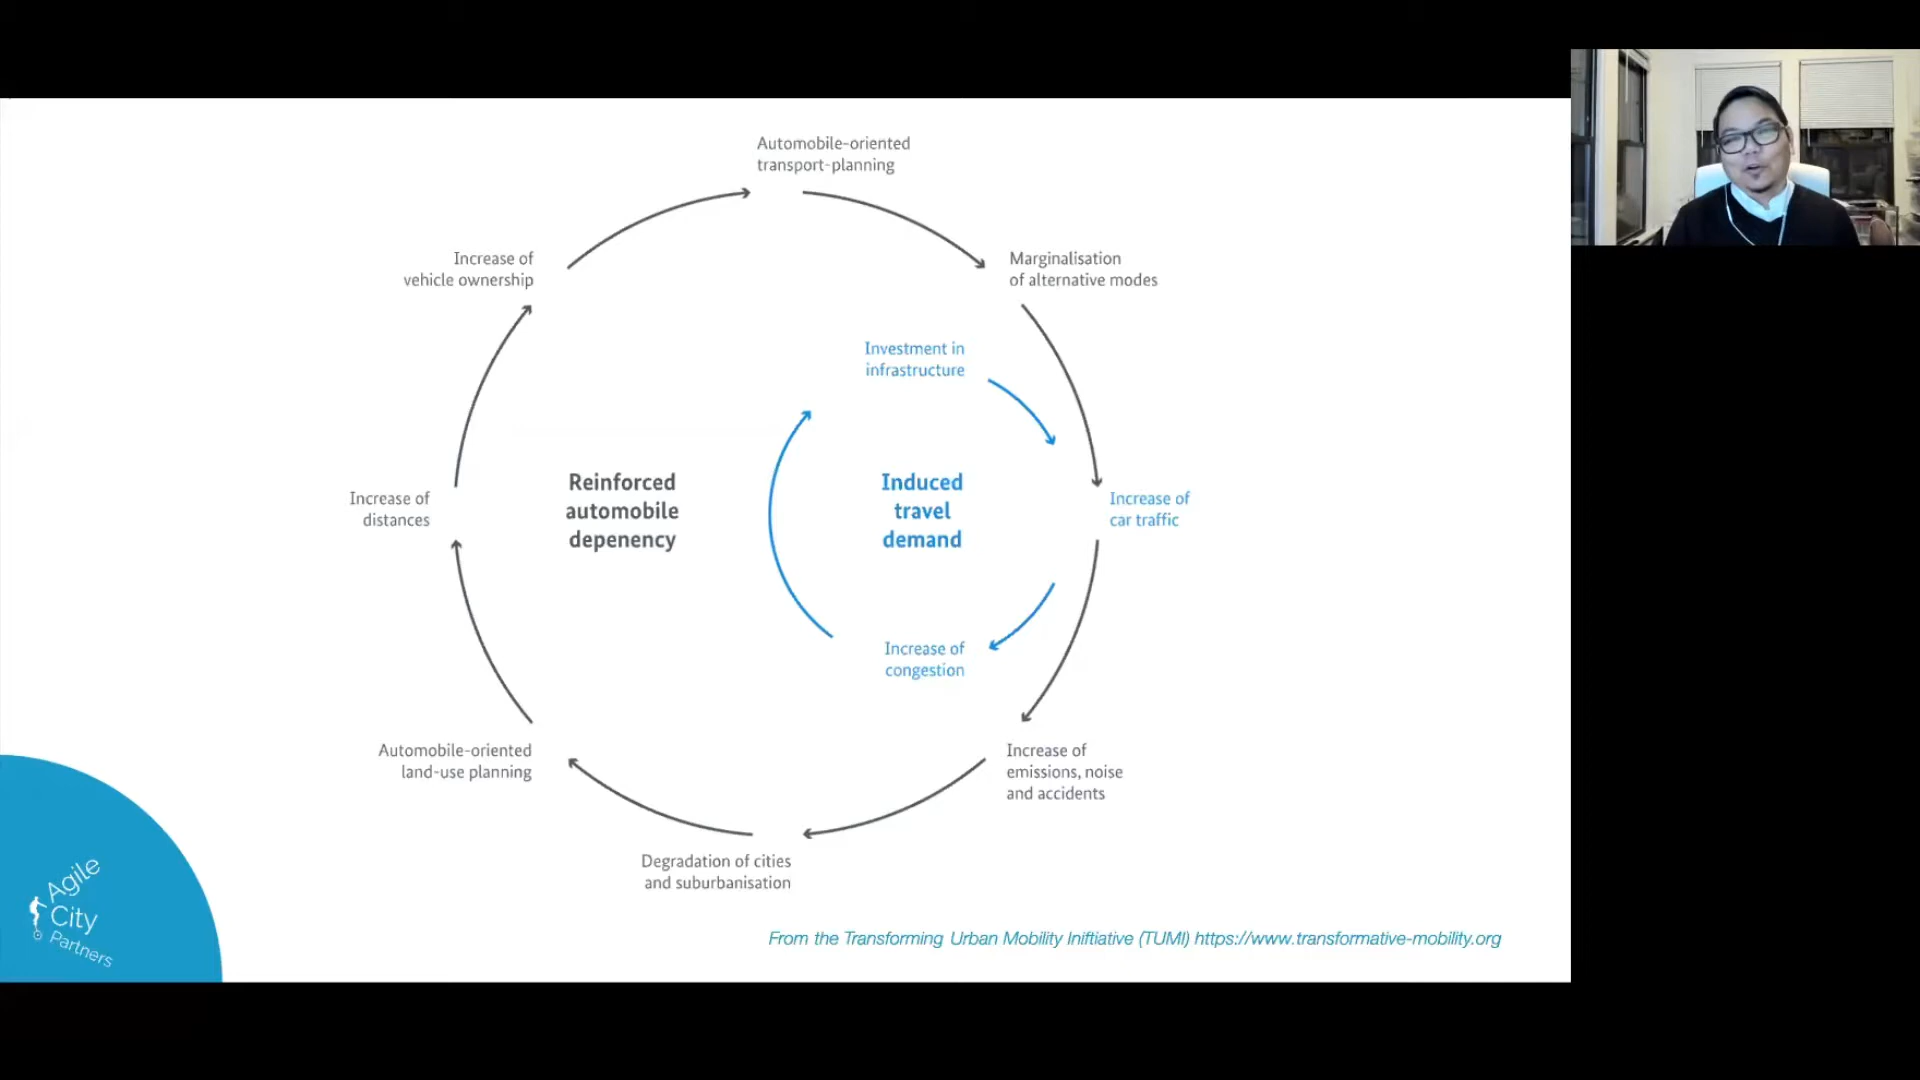 Automobile-oriented
transport-planning
Increase of
vehicle ownership
Marginalisation
of alternative modes
Investment in
infrastructure
Increase of
distances
Reinforced
automobile
depenency
Induced
travel
demand
Increase of
car traffic
Increase of
congestion
Automobile-oriented
land-use planning
Increase of
emissions, noise
and accidents
Degradation of cities
and suburbanisation
Agile
City
Partners
From the Transforming Urban Mobility Iniftiative (TUMI) https://www.transformative-mobility.org